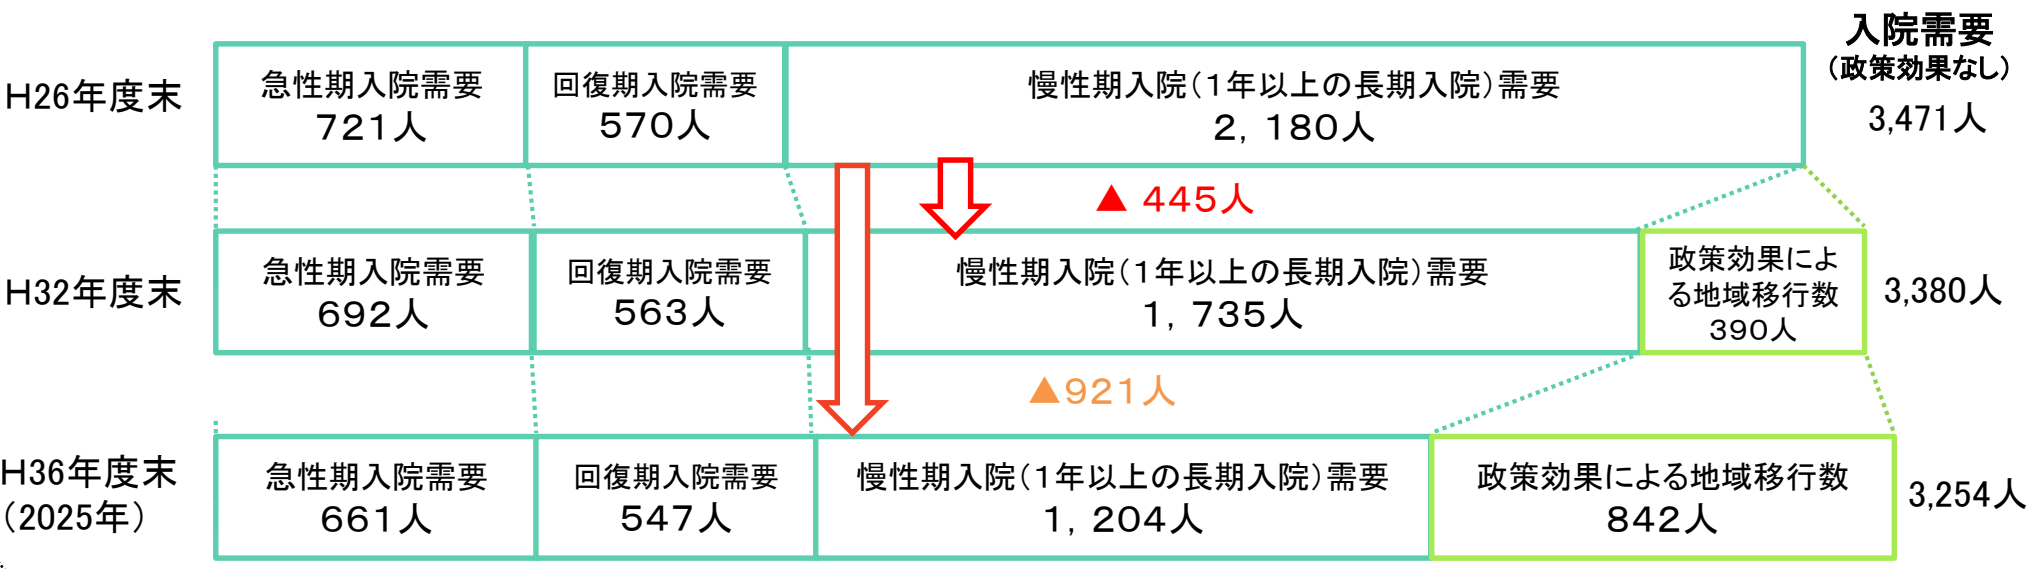 入院需要
（政策効果なし）
H26年度末
急性期入院需要
721人
回復期入院需要
570人
慢性期入院（1年以上の長期入院）需要
2，180人
3,471人
▲ 445人
H32年度末
急性期入院需要
692人
回復期入院需要
563人
慢性期入院（1年以上の長期入院）需要
1，735人
政策効果によ
る地域移行数
390人
3,380人
▲921人
H36年度末
（2025年）
急性期入院需要
661人
回復期入院需要
547人
慢性期入院（1年以上の長期入院）需要
1，204人
政策効果による地域移行数
842人
3,254人